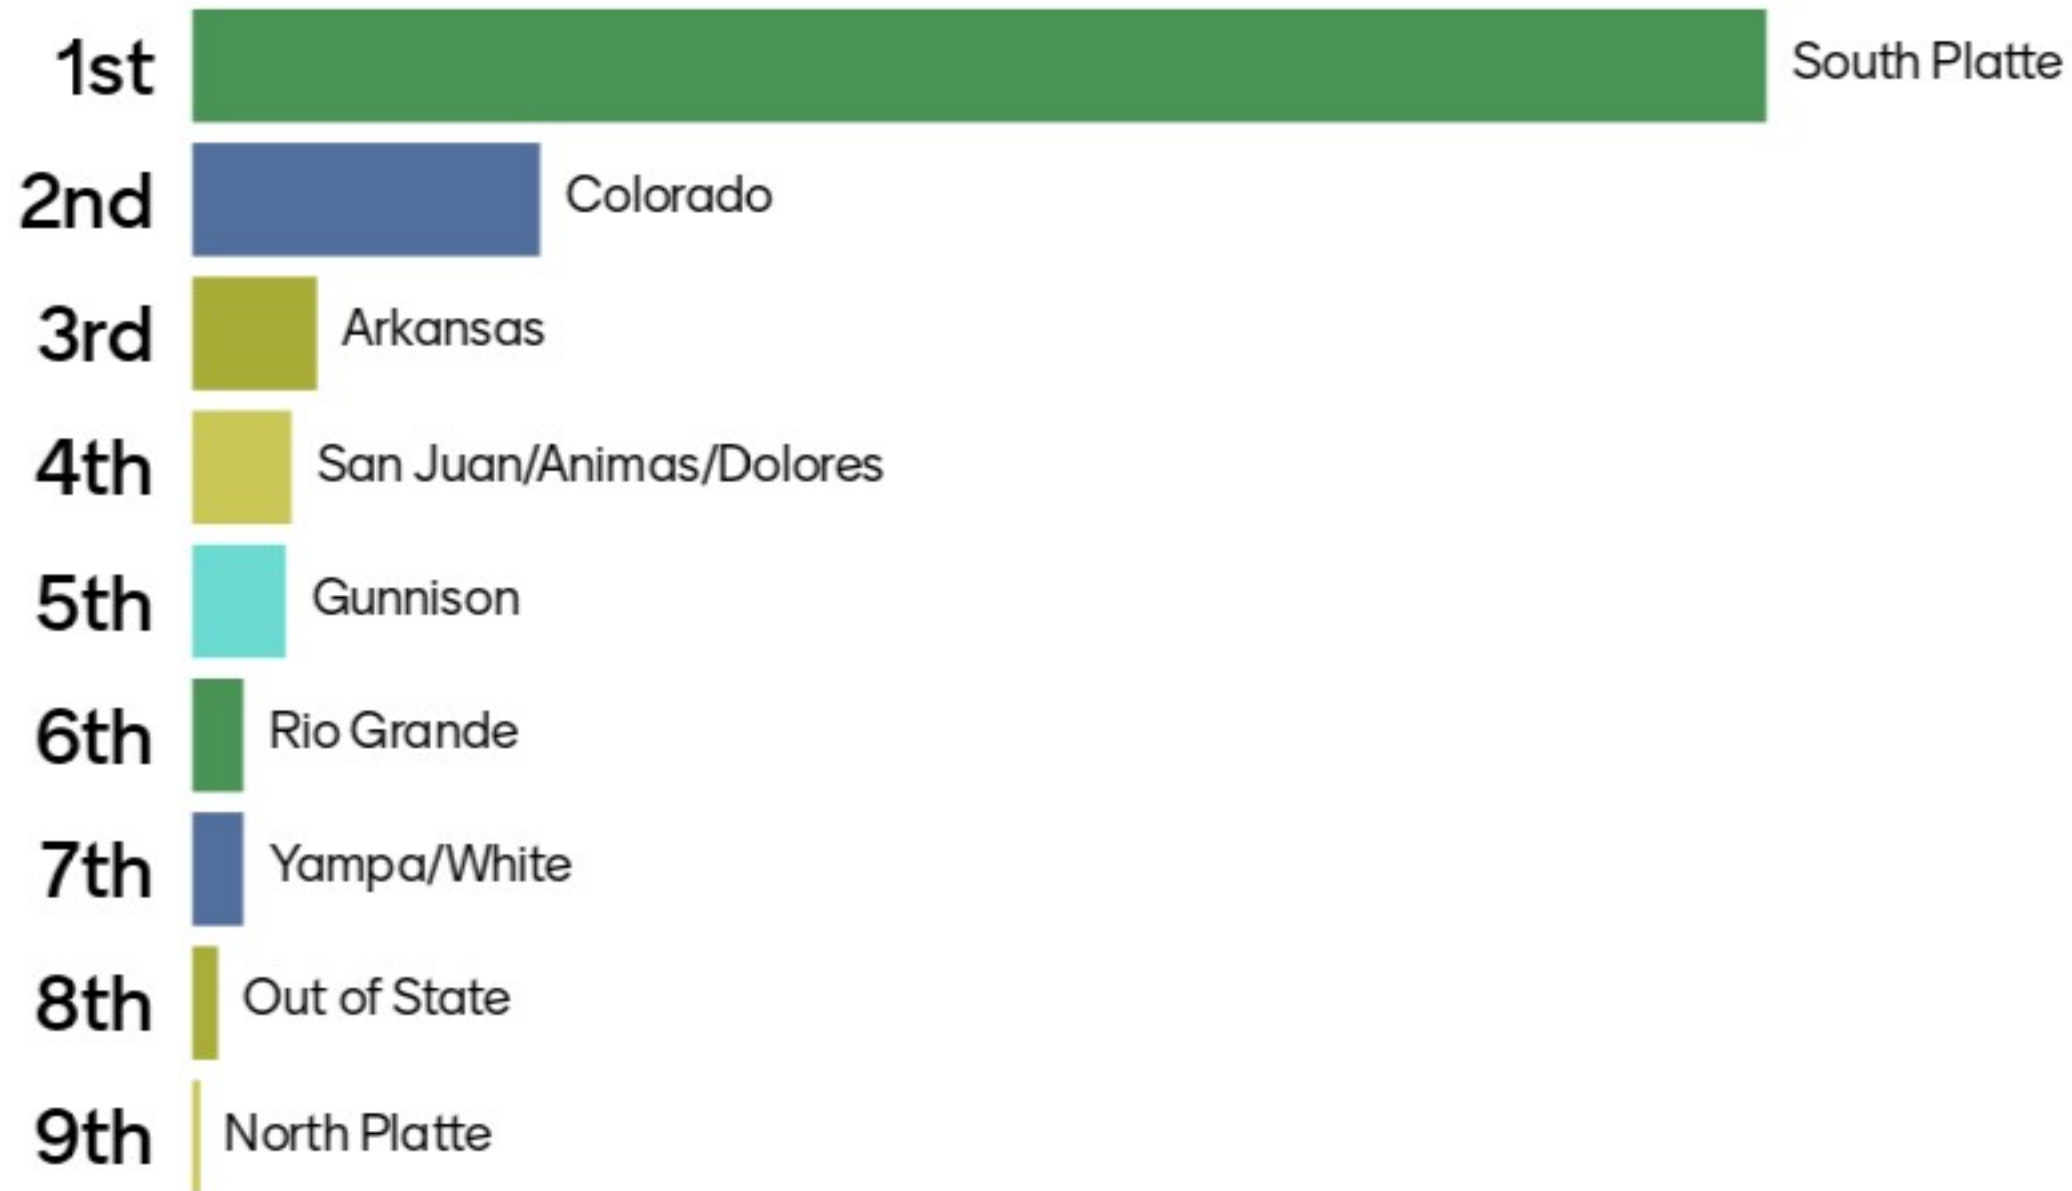 1st South Platte
2nd Colorado
3rd Arkansas
4th San Juan/Animas/Dolores
5th Gunnison
6th Rio Grande
7th Yampa/White
8th Out of State
9th North Platte